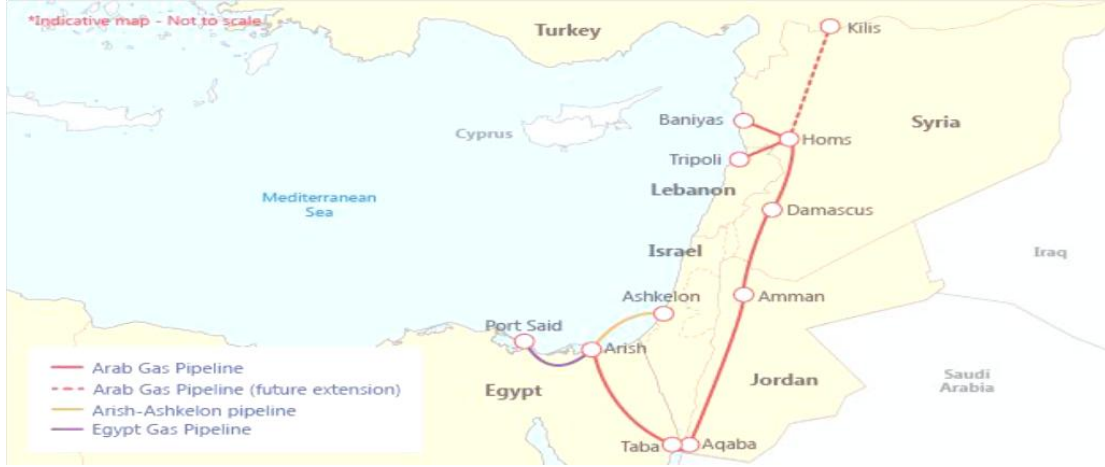 *Indicative map - Not to scale
Turkey
Kilis
Baniyas
Cyprus
Syria
Homs
Tripoli
Lebanon
Mediterranean
Sea
Damascus
Israel
Iraq
Ashkelon
Amman
Port Said
Arish
Arab Gas Pipeline
Arab Gas Pipeline (future extension)
Arish-Ashkelon pipeline
Egypt Gas Pipeline
Egypt
Jordan
Saudi
Arabia
Taba
Aqaba